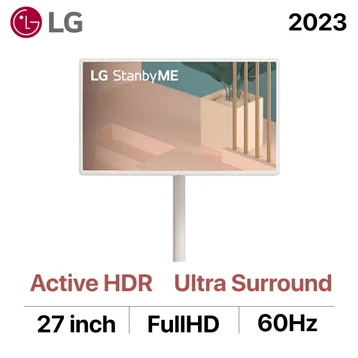 LG 2023
LG StanbyME
Active HDR Ultra Surround
27 inch FullHD 60Hz